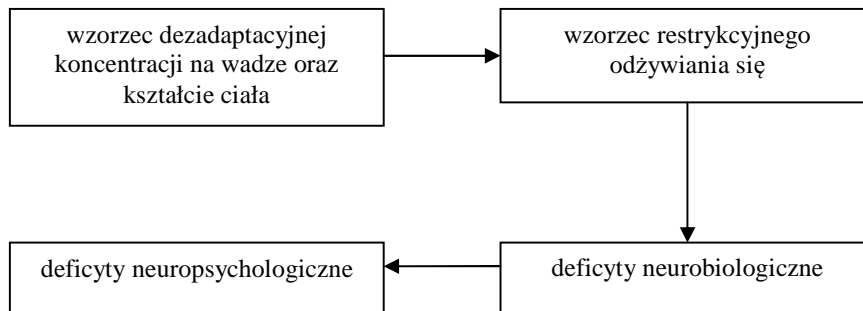 wzorzec dezadaptacyjnej
koncentracji na wadze oraz
kształcie ciała
wzorzec restrykcyjnego
odżywiania się
deficyty neuropsychologiczne
deficyty neurobiologiczne